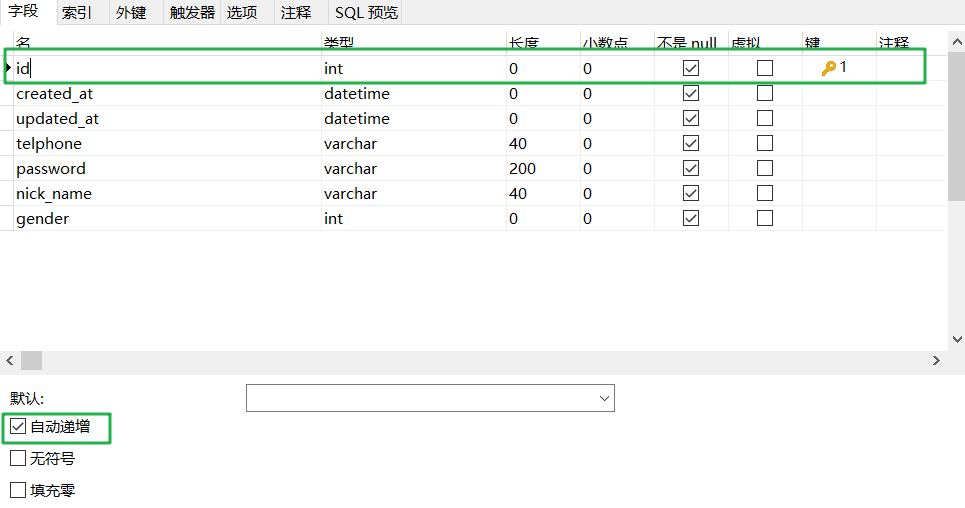 字段 索引 外键 触发器 选项 注释 SQL 预览
名 类型 长度 小数点 不是 null 虚拟 键 注释
id int 0 0 1
created_at datetime 0 0
updated_at datetime 0 0
telphone varchar 40 0
password varchar 200 0
nick_name varchar 40 0
gender int 0 0
默认:
自动递增
无符号
填充零